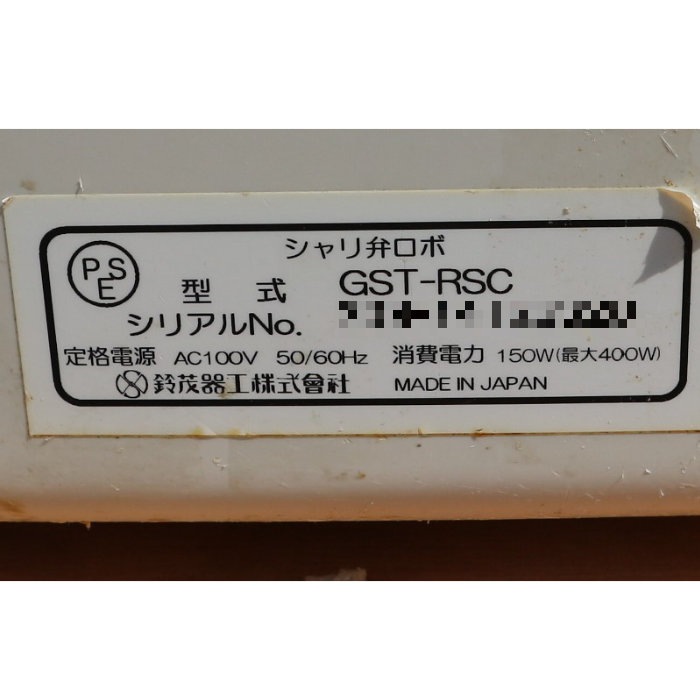 シャリ弁ロボ
PSE
型式 GST-RSC
シリアルNo.
定格電源 AC100V 50/60Hz 消費電力 150W(最大400W)
鈴茂器工株式會社 MADE IN JAPAN